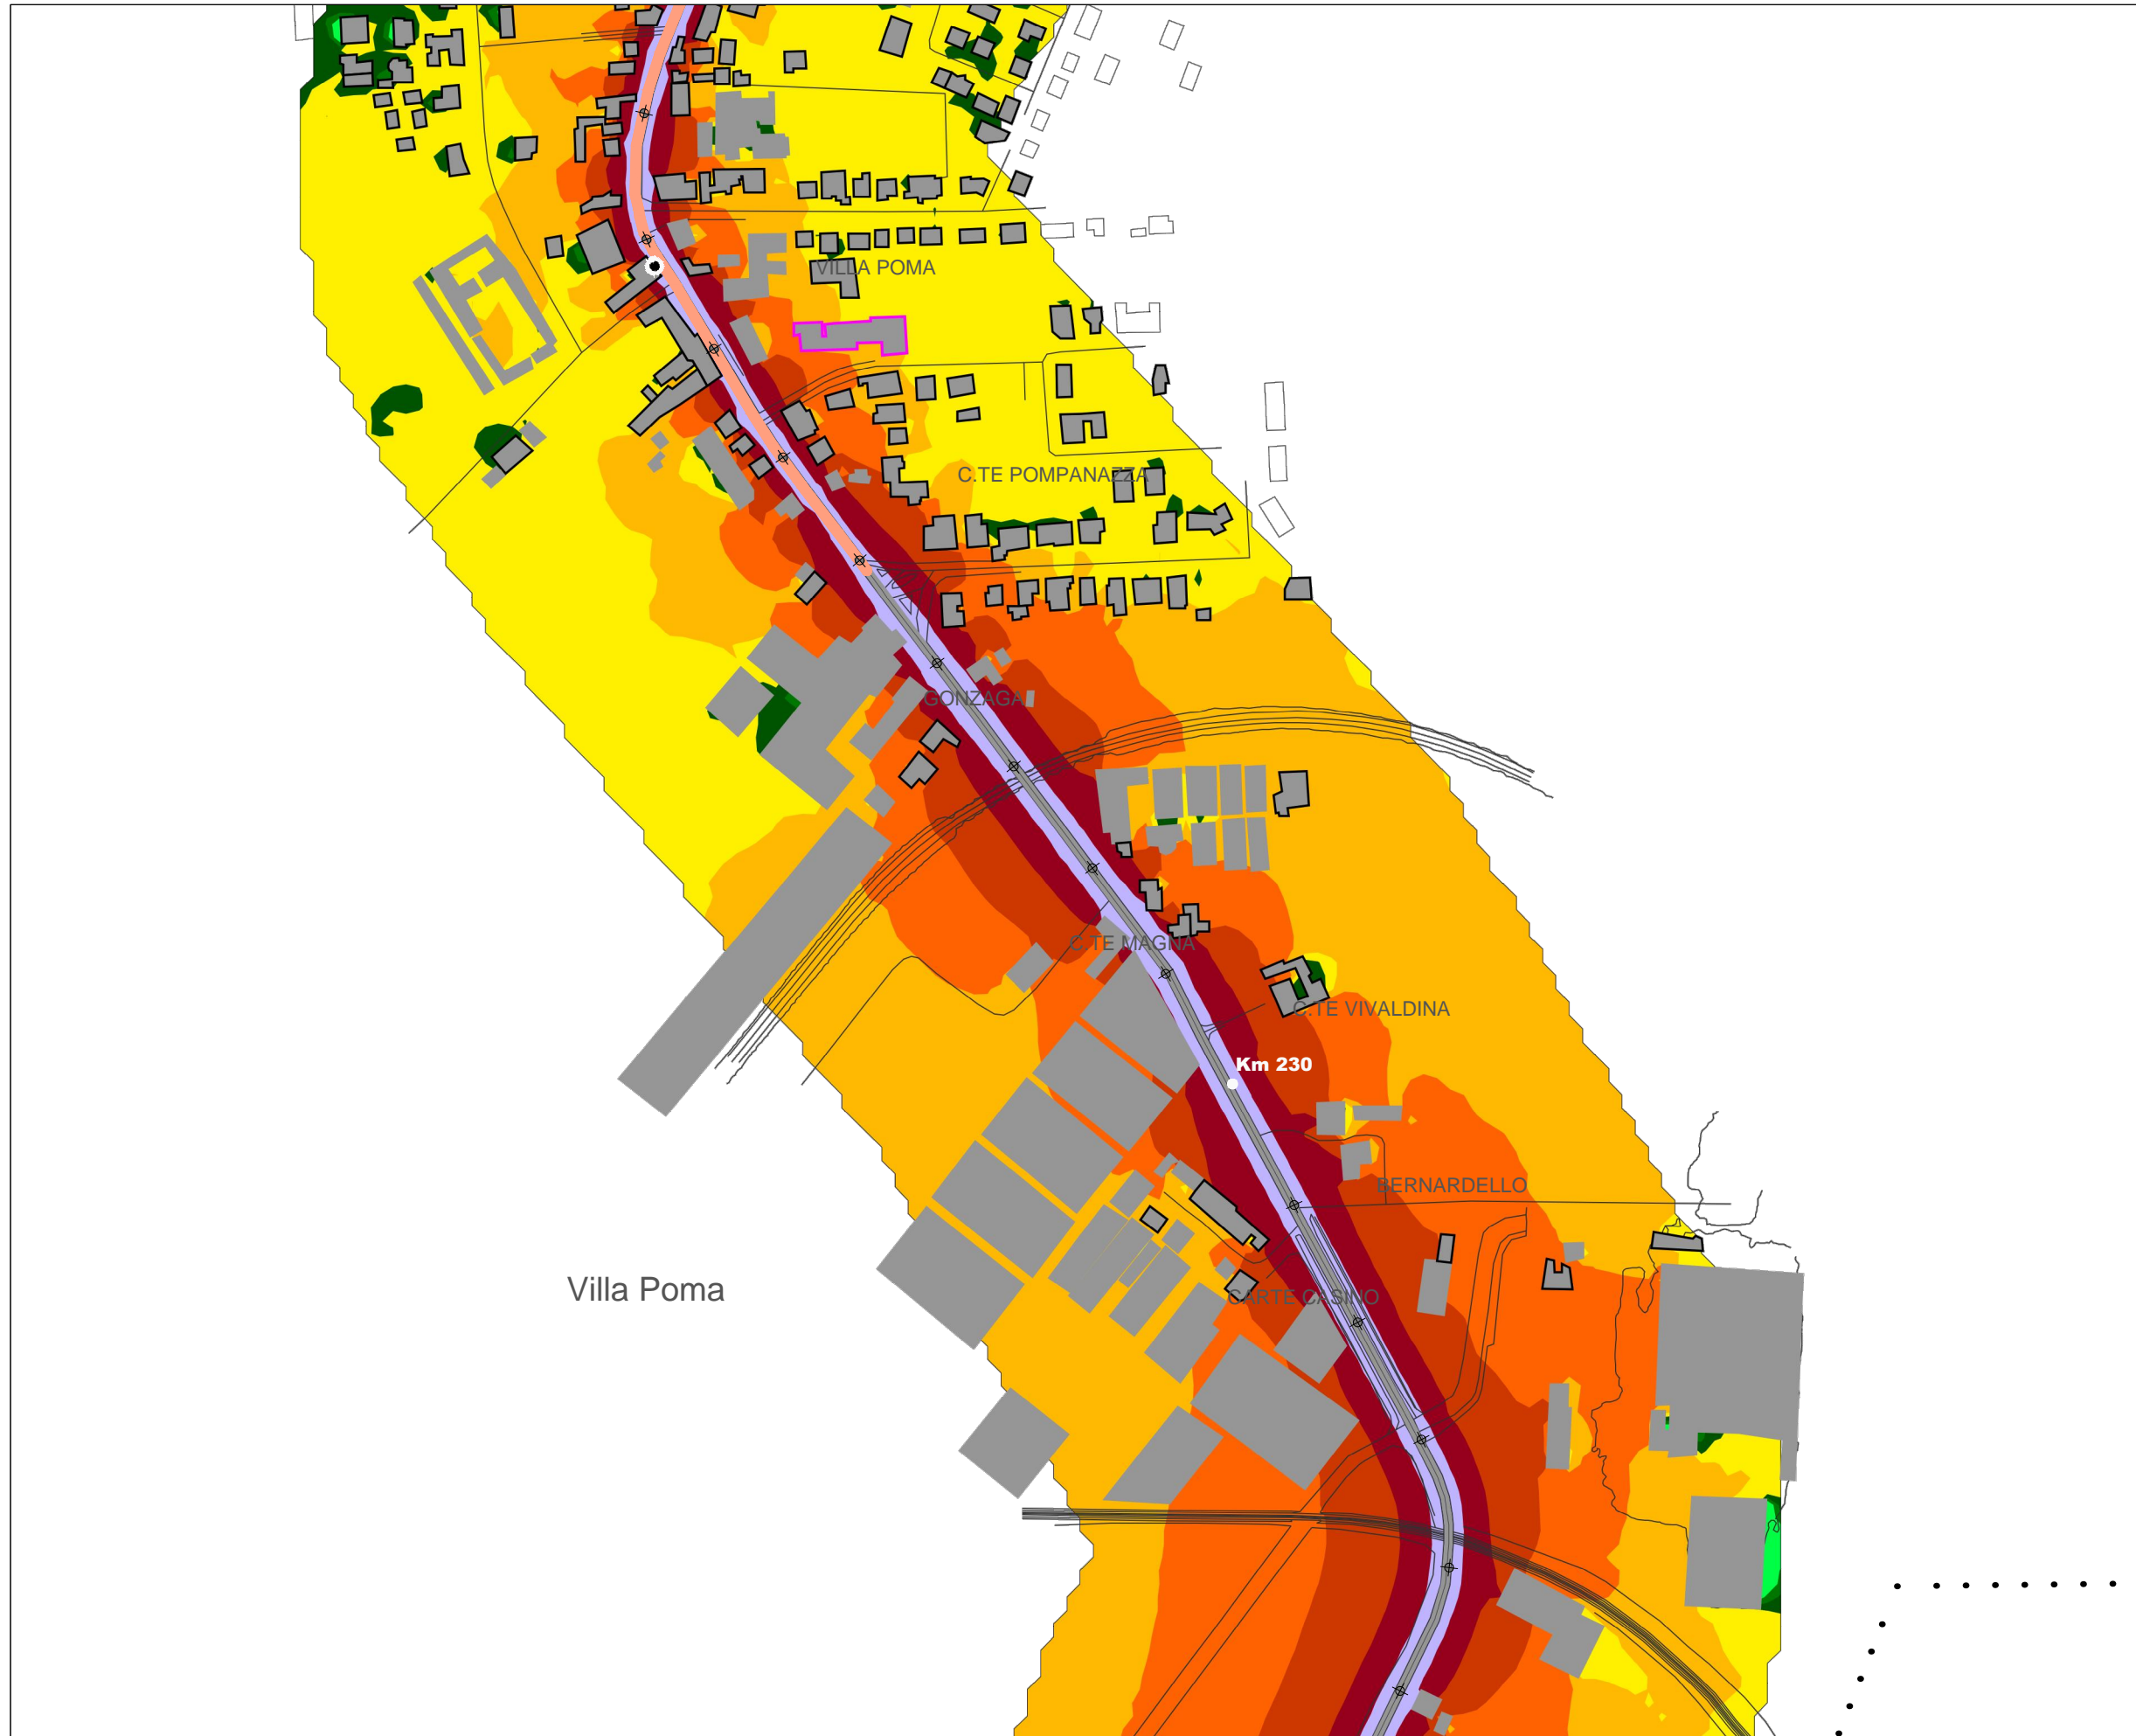 VILLA POMA
C.TE POMPANAZZA
GONZAGA
C.TE MAGNA
C.TE VIVALDINA
Km 230
BERNARDELLO
Villa Poma
CARTE CASINO